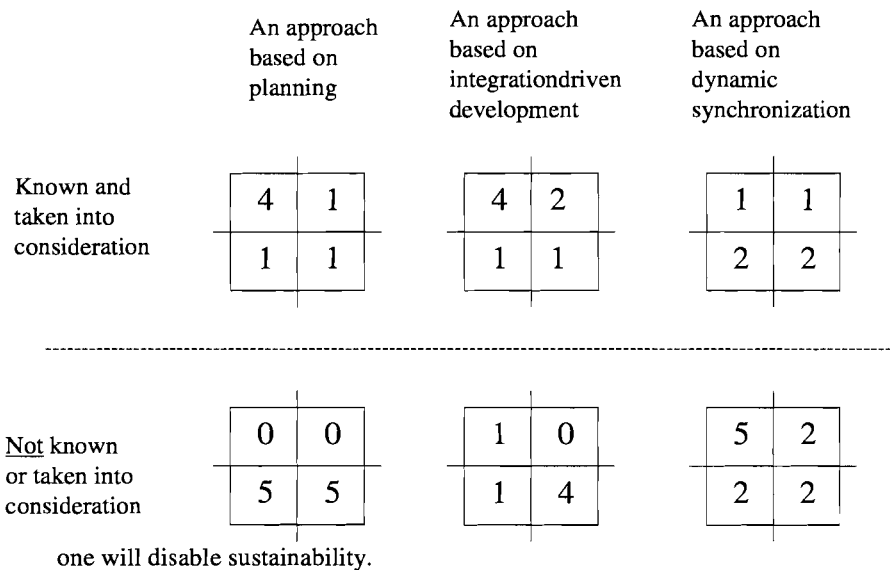 An approach
based on
planning
An approach
based on
integrationdriven
development
An approach
based on
dynamic
synchronization
Known and
taken into
consideration
4 1
1 1
4 2
1 1
1 1
2 2
Not known
or taken into
consideration
0 0
5 5
1 0
1 4
5 2
2 2
one will disable sustainability.